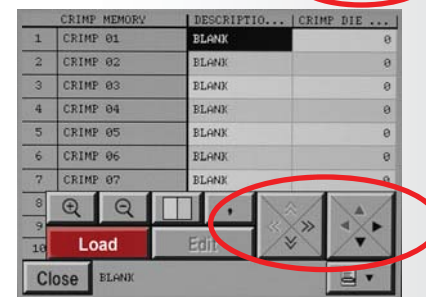 CRIMP MEMORY DESCRIPTIO... CRIMP DIE ...
1 CRIMP 01 BLANK 0
2 CRIMP 02 BLANK 0
3 CRIMP 03 BLANK 0
4 CRIMP 04 BLANK 0
5 CRIMP 05 BLANK 0
6 CRIMP 06 BLANK 0
7 CRIMP 07 BLANK 0
8
9
10 Load Edit
Close BLANK